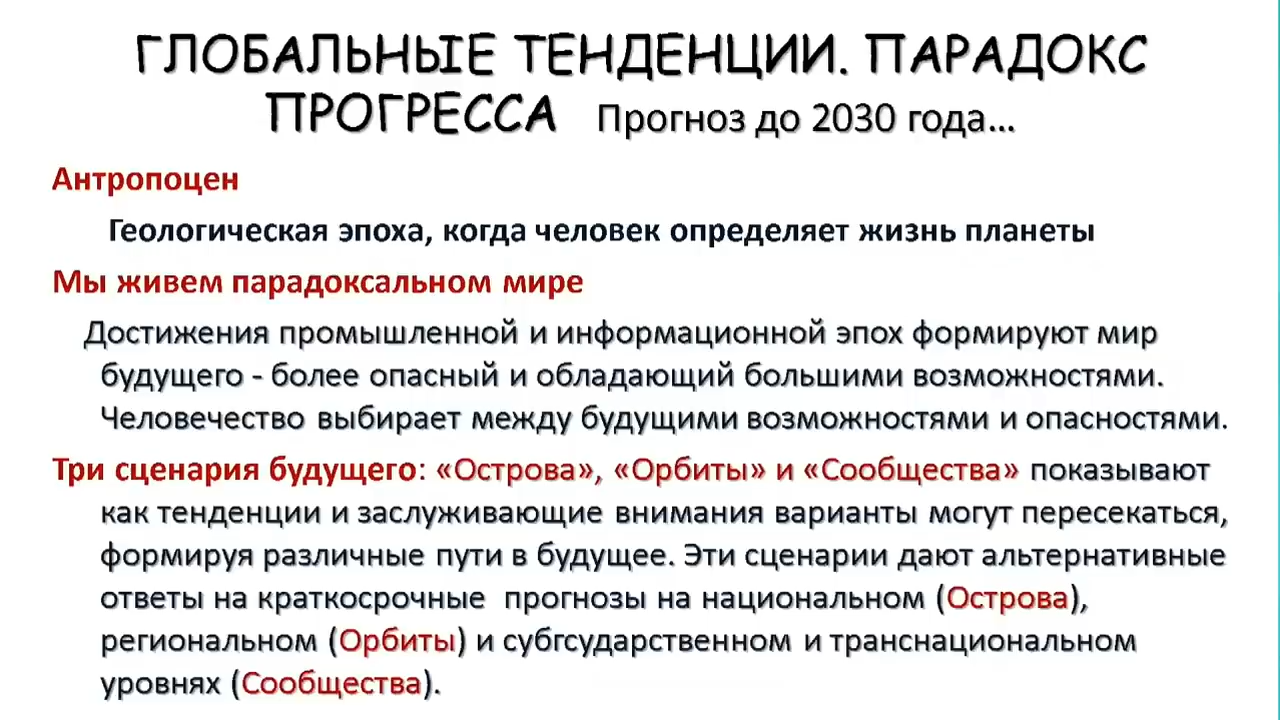 ГЛОБАЛЬНЫЕ ТЕНДЕНЦИИ. ПАРАДОКС
ПРОГРЕССА Прогноз до 2030 года…
Антропоцен
Геологическая эпоха, когда человек определяет жизнь планеты
Мы живем парадоксальном мире
Достижения промышленной и информационной эпох формируют мир
будущего - более опасный и обладающий большими возможностями.
Человечество выбирает между будущими возможностями и опасностями.
Три сценария будущего: «Острова», «Орбиты» и «Сообщества» показывают
как тенденции и заслуживающие внимания варианты могут пересекаться,
формируя различные пути в будущее. Эти сценарии дают альтернативные
ответы на краткосрочные прогнозы на национальном (Острова),
региональном (Орбиты) и субгсударственном и транснациональном
уровнях (Сообщества).